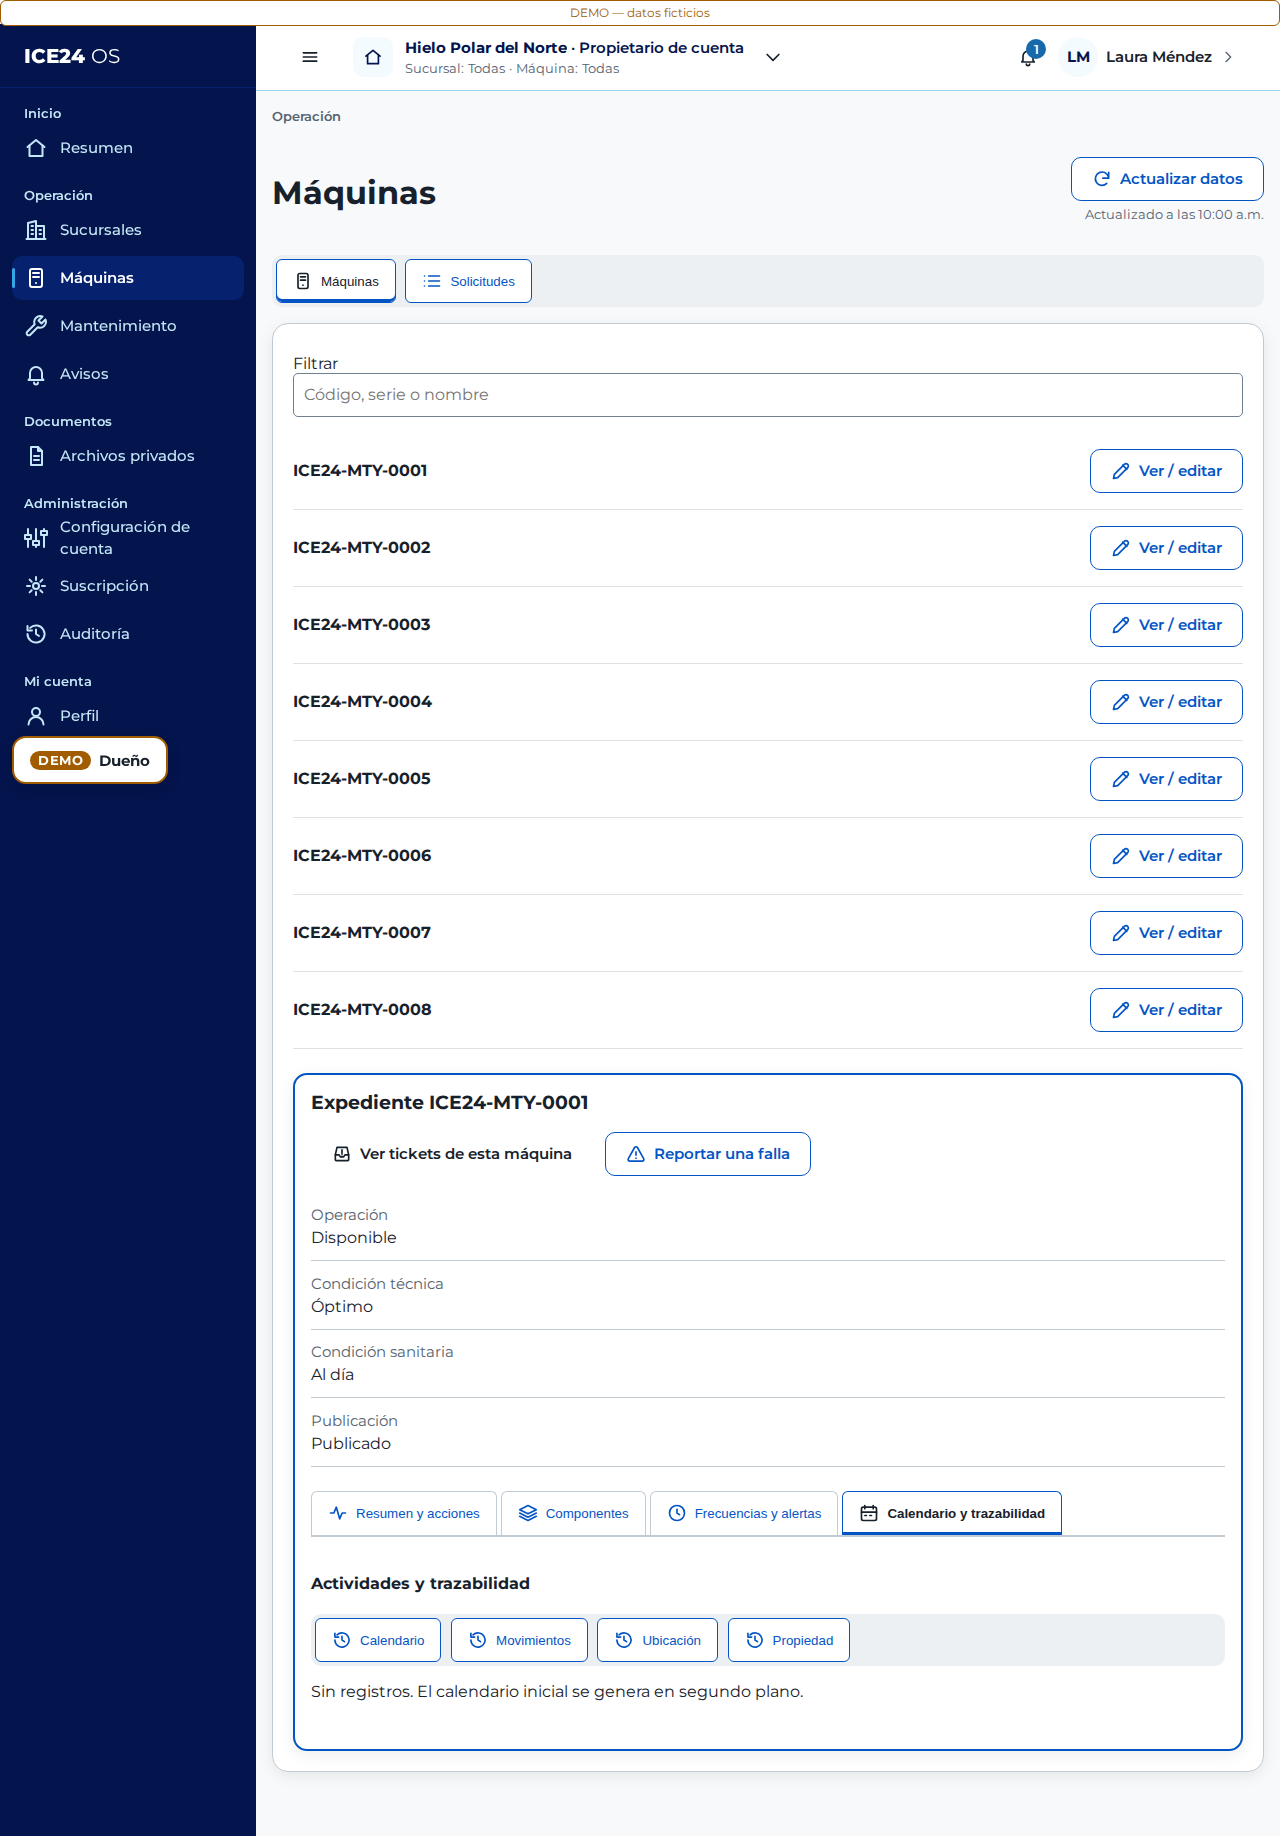 DEMO — datos ficticios
ICE24 OS
Hielo Polar del Norte · Propietario de cuenta
Sucursal: Todas · Máquina: Todas
1
LM
Laura Méndez
Inicio
Resumen
Operación
Sucursales
Máquinas
Mantenimiento
Avisos
Documentos
Archivos privados
Administración
Configuración de
cuenta
Suscripción
Auditoría
Mi cuenta
Perfil
DEMO Dueño
Operación
Máquinas
Actualizar datos
Actualizado a las 10:00 a.m.
Máquinas
Solicitudes
Filtrar
Código, serie o nombre
ICE24-MTY-0001
Ver / editar
ICE24-MTY-0002
Ver / editar
ICE24-MTY-0003
Ver / editar
ICE24-MTY-0004
Ver / editar
ICE24-MTY-0005
Ver / editar
ICE24-MTY-0006
Ver / editar
ICE24-MTY-0007
Ver / editar
ICE24-MTY-0008
Ver / editar
Expediente ICE24-MTY-0001
Ver tickets de esta máquina
Reportar una falla
Operación
Disponible
Condición técnica
Óptimo
Condición sanitaria
Al día
Publicación
Publicado
Resumen y acciones
Componentes
Frecuencias y alertas
Calendario y trazabilidad
Actividades y trazabilidad
Calendario
Movimientos
Ubicación
Propiedad
Sin registros. El calendario inicial se genera en segundo plano.